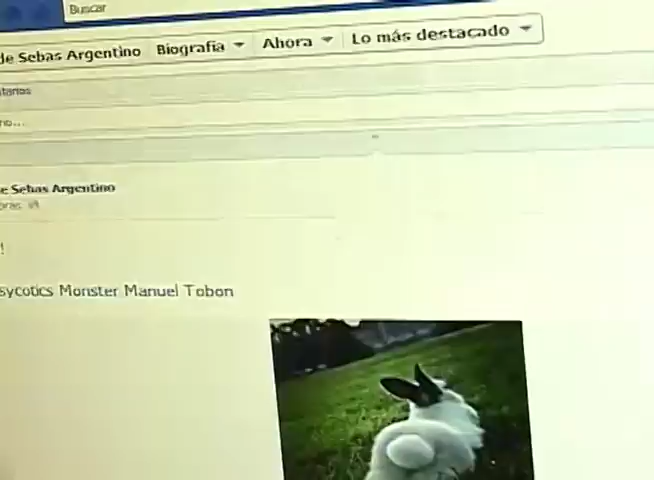 Buscar
de Sebas Argentino Biografía Ahora Lo más destacado
e Sebas Argentino
!
sycotics Monster Manuel Tobon